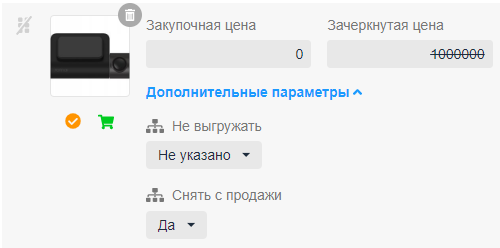 Закупочная цена
Зачеркнутая цена
0
1000000
Дополнительные параметры
Не выгружать
Не указано
Снять с продажи
Да